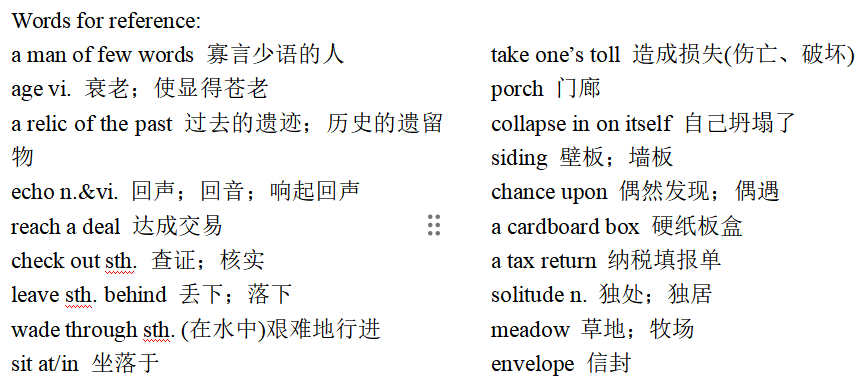 Words for reference:
a man of few words 寡言少语的人
age vi. 衰老；使显得苍老
a relic of the past 过去的遗迹；历史的遗留
物
echo n.&vi. 回声；回音；响起回声
reach a deal 达成交易
check out sth. 查证；核实
leave sth. behind 丢下；落下
wade through sth. (在水中)艰难地行进
sit at/in 坐落于
take one’s toll 造成损失(伤亡、破坏)
porch 门廊
collapse in on itself 自己坍塌了
siding 壁板；墙板
chance upon 偶然发现；偶遇
a cardboard box 硬纸板盒
a tax return 纳税填报单
solitude n. 独处；独居
meadow 草地；牧场
envelope 信封